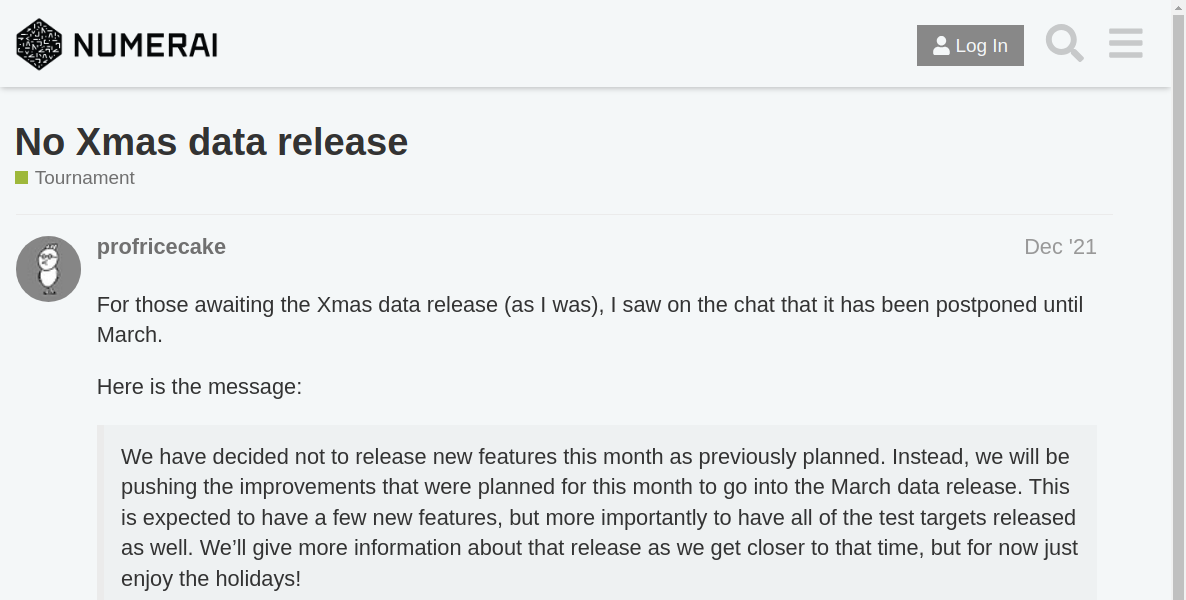 NUMERAI
Log In
No Xmas data release
Tournament
profricecake
Dec '21
For those awaiting the Xmas data release (as I was), I saw on the chat that it has been postponed until
March.
Here is the message:
We have decided not to release new features this month as previously planned. Instead, we will be
pushing the improvements that were planned for this month to go into the March data release. This
is expected to have a few new features, but more importantly to have all of the test targets released
as well. We’ll give more information about that release as we get closer to that time, but for now just
enjoy the holidays!